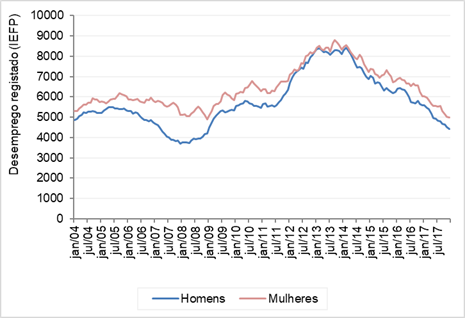 Desemprego registado (IEFP)
10000
9000
8000
7000
6000
5000
4000
3000
2000
1000
0
jan/04
jul/04
jan/05
jul/05
jan/06
jul/06
jan/07
jul/07
jan/08
jul/08
jan/09
jul/09
jan/10
jul/10
jan/11
jul/11
jan/12
jul/12
jan/13
jul/13
jan/14
jul/14
jan/15
jul/15
jan/16
jul/16
jan/17
jul/17
Homens Mulheres